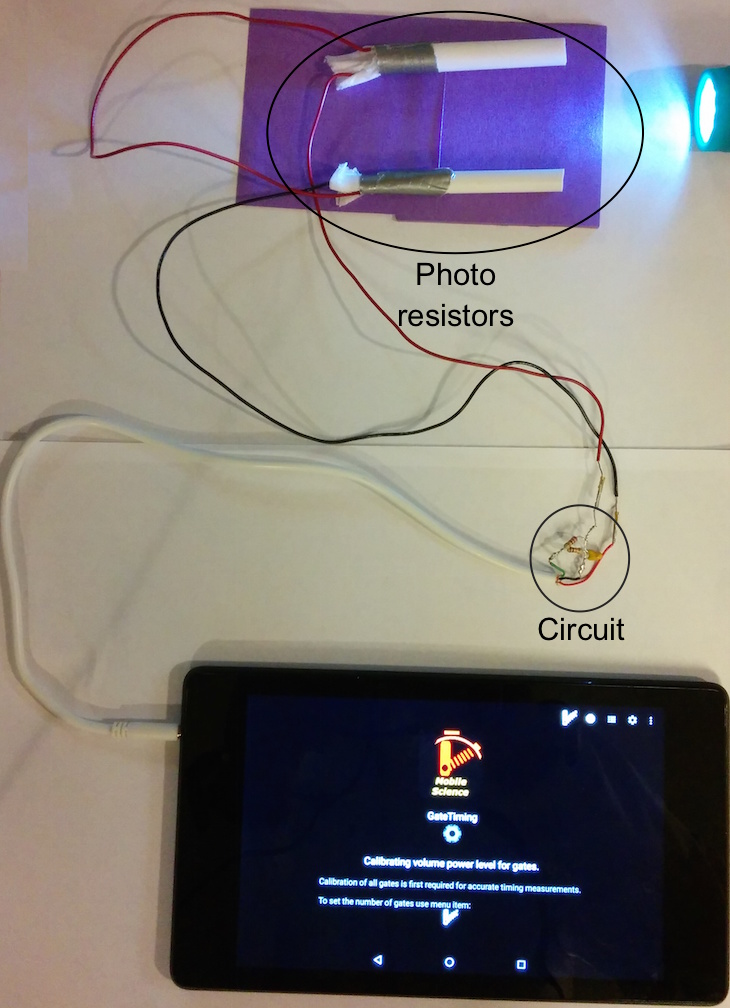 Photo
resistors
Circuit
Mobile
Science
GateTiming
Calibrating volume power level for gates.
Calibration of all gates is first required for accurate timing measurements.
To set the number of gates use menu item: